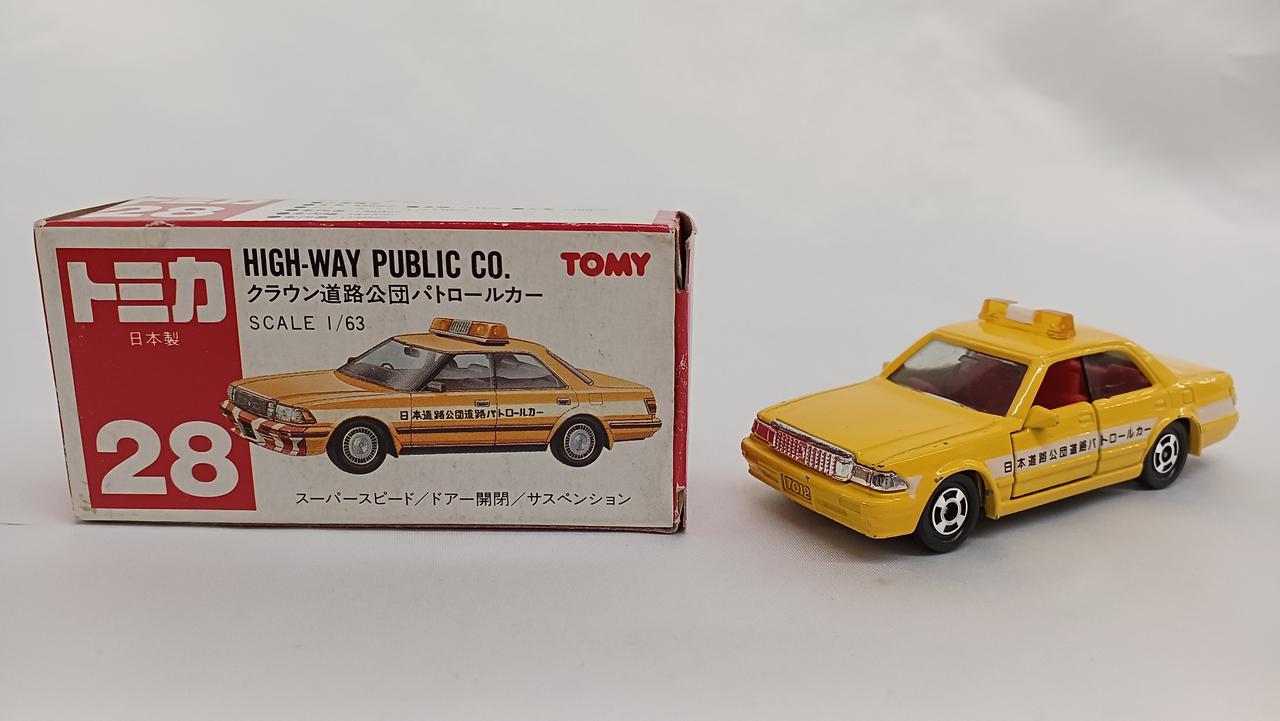 28
トミカ
日本製
28
HIGH-WAY PUBLIC CO.
TOMY
クラウン道路公団パトロールカー
SCALE 1/63
日本道路公団道路パトロールカー
スーパースピード/ドアー開閉/サスペンション
日本道路公団道路パトロールカー